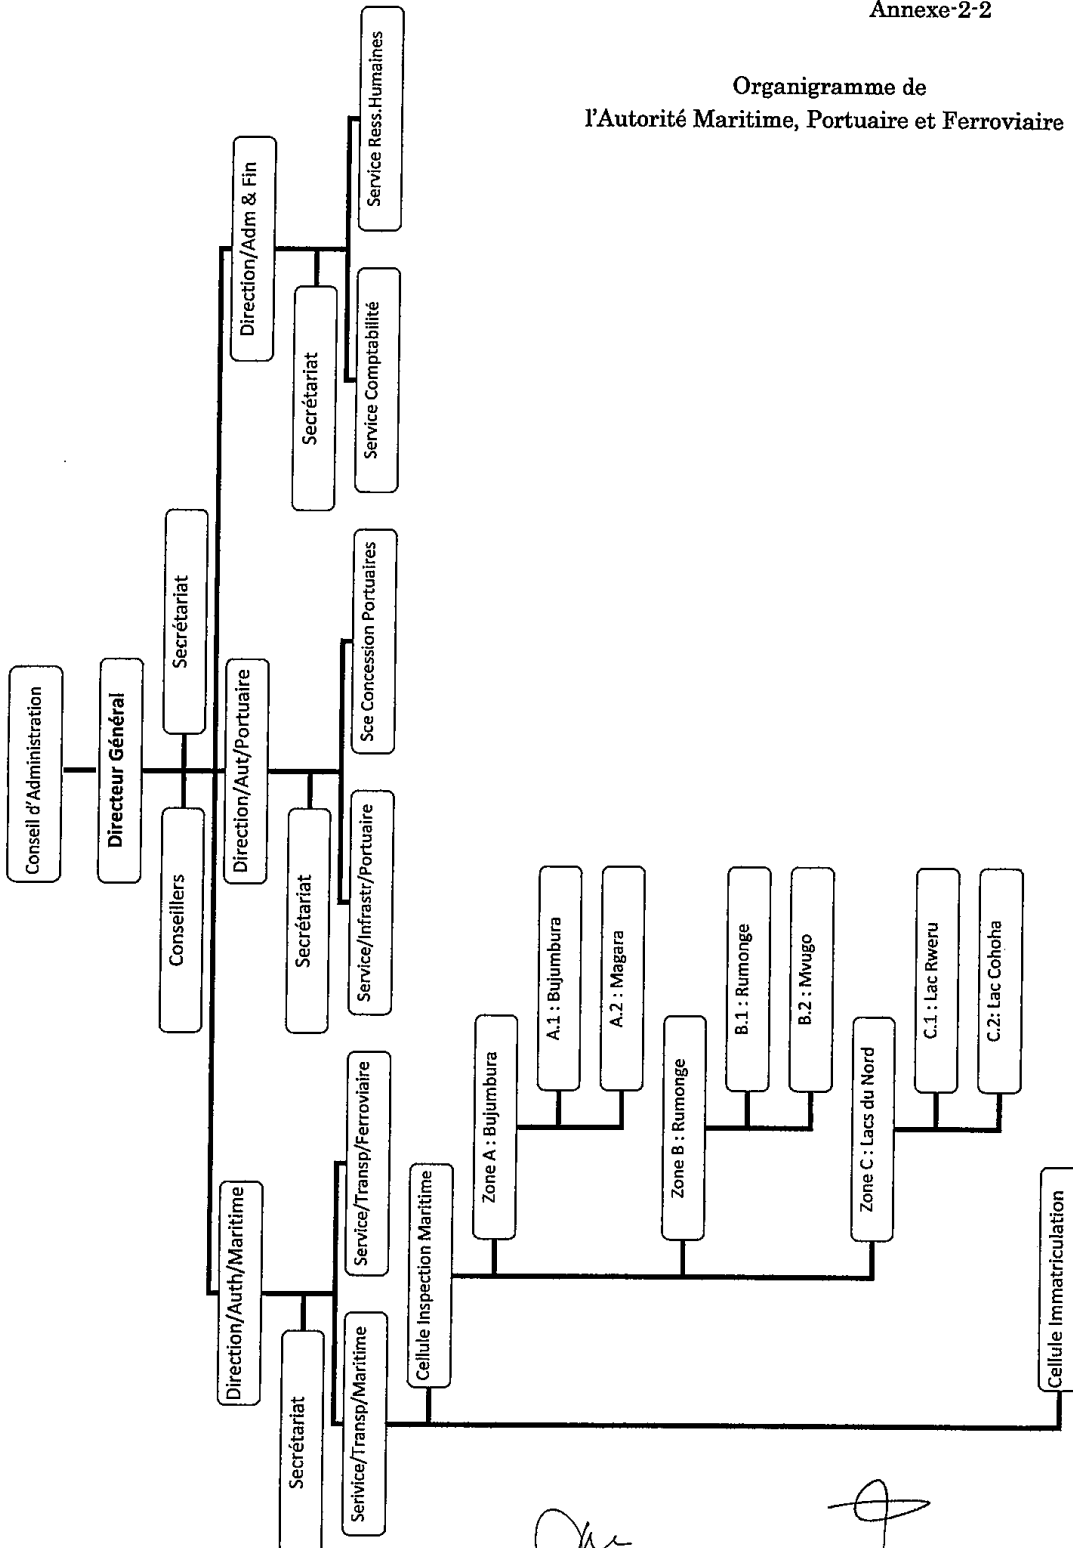 Annexe-2-2
Organigramme de
l'Autorité Maritime, Portuaire et Ferroviaire
Conseil d'Administration
Directeur Général
Conseillers
Secrétariat
Direction/Auth/Maritime
Secrétariat
Serivice/Transp/Maritime
Service/Transp/Ferroviaire
Cellule Inspection Maritime
Zone A : Bujumbura
A.1 : Bujumbura
A.2 : Magara
Zone B : Rumonge
B.1 : Rumonge
B.2 : Mvugo
Zone C : Lacs du Nord
C.1 : Lac Rweru
C.2: Lac Cohoha
Cellule Immatriculation
Direction/Aut/Portuaire
Secrétariat
Service/Infrastr/Portuaire
Sce Concession Portuaires
Direction/Adm & Fin
Secrétariat
Service Comptabilité
Service Ress.Humaines